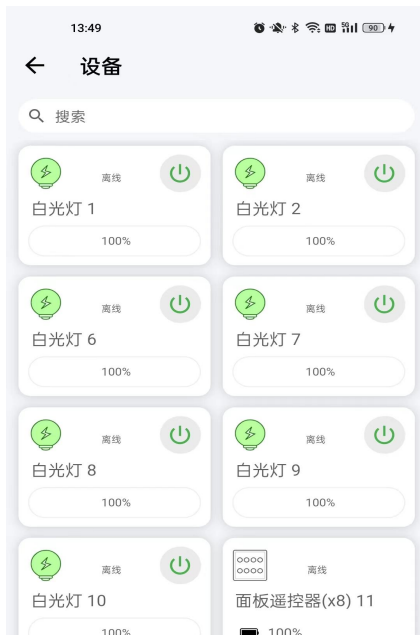 13:49
HD 5G 90
设备
搜索
离线 离线
白光灯 1 白光灯 2
100% 100%
离线 离线
白光灯 6 白光灯 7
100% 100%
离线 离线
白光灯 8 白光灯 9
100% 100%
离线 离线
白光灯 10 面板遥控器(x8) 11
100% 100%